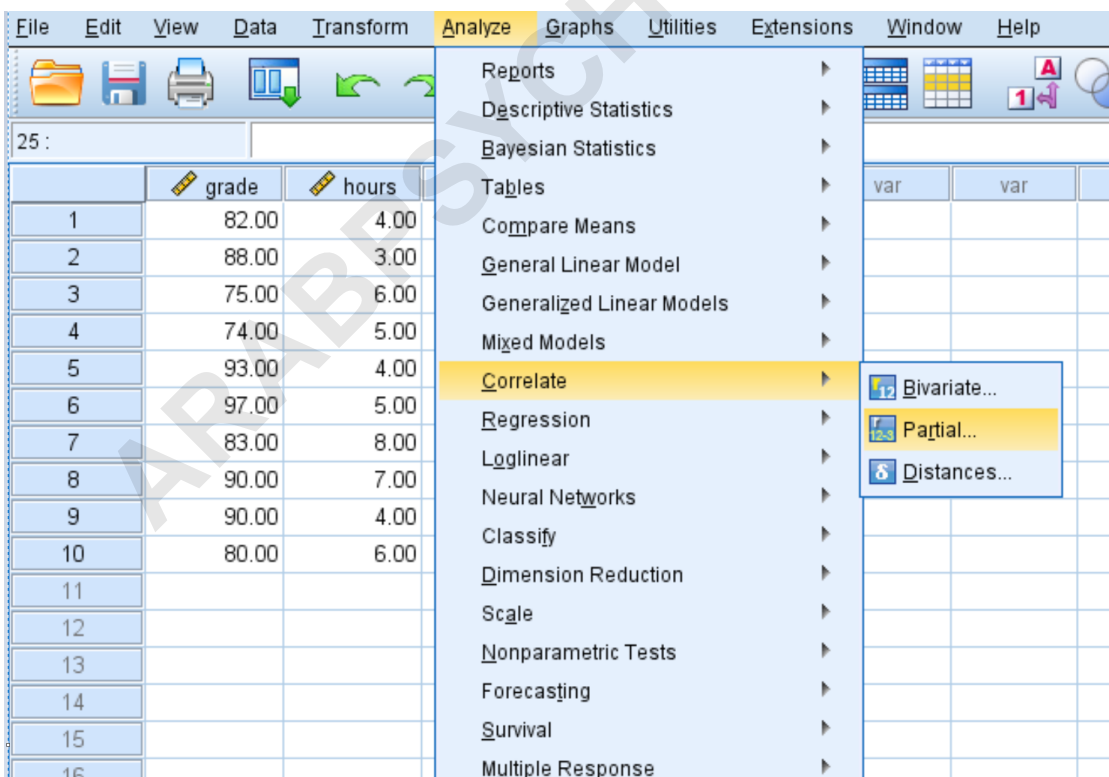 File Edit View Data Transform Analyze Graphs Utilities Extensions Window Help
A
1
25 :
grade hours var var
1 82.00 4.00
2 88.00 3.00
3 75.00 6.00
4 74.00 5.00
5 93.00 4.00
6 97.00 5.00
7 83.00 8.00
8 90.00 7.00
9 90.00 4.00
10 80.00 6.00
11
12
13
14
15
16
Reports
Descriptive Statistics
Bayesian Statistics
Tables
Compare Means
General Linear Model
Generalized Linear Models
Mixed Models
Correlate
Regression
Loglinear
Neural Networks
Classify
Dimension Reduction
Scale
Nonparametric Tests
Forecasting
Survival
Multiple Response
r12 Bivariate...
r12-3 Partial...
δ Distances...
ARABPSYCH